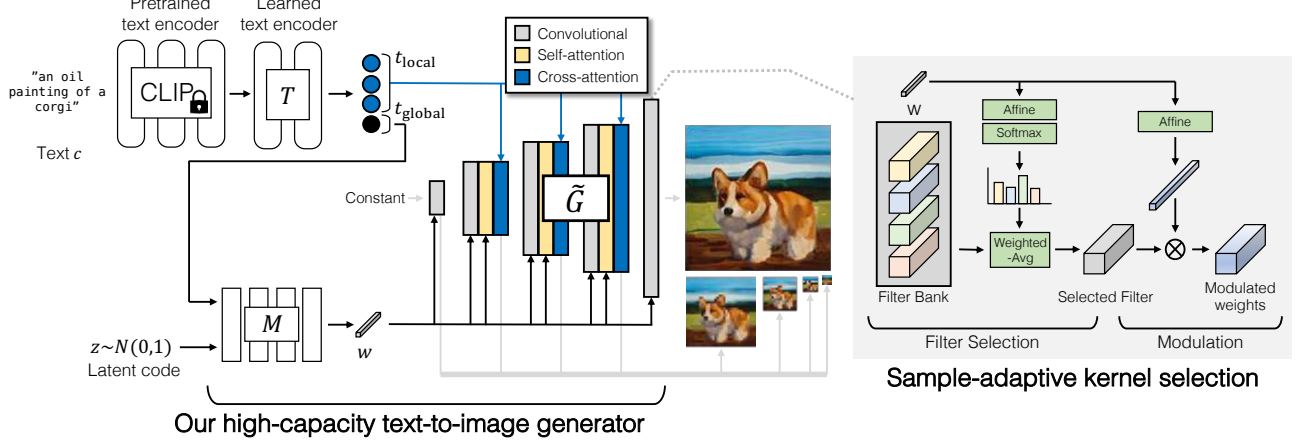 Pretrained
text encoder
Learned
text encoder
"an oil
painting of a
corgi"
Text c
CLIP
T
t_local
t_global
Convolutional
Self-attention
Cross-attention
Constant
G̃
M
w
z~N(0,1)
Latent code
Our high-capacity text-to-image generator
W
Affine
Softmax
Affine
Weighted
-Avg
Filter Bank
Selected Filter
Modulated
weights
Filter Selection
Modulation
Sample-adaptive kernel selection